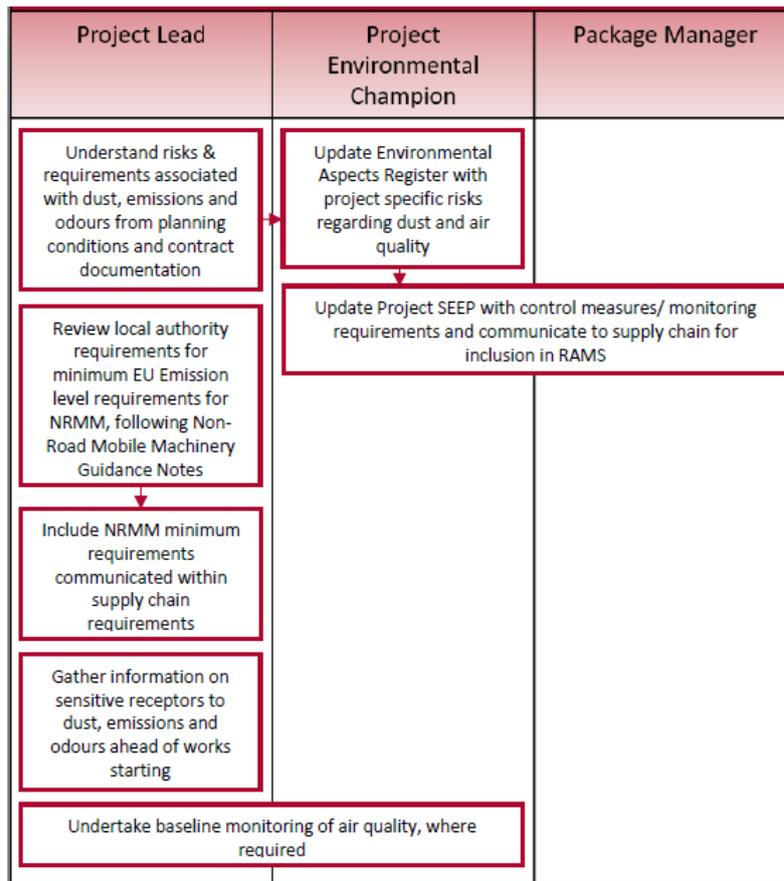 Project Lead
Project
Environmental
Champion
Package Manager
Understand risks &
requirements associated
with dust, emissions and
odours from planning
conditions and contract
documentation
Update Environmental
Aspects Register with
project specific risks
regarding dust and air
quality
Update Project SEEP with control measures/ monitoring
requirements and communicate to supply chain for
inclusion in RAMS
Review local authority
requirements for
minimum EU Emission
level requirements for
NRMM, following Non-
Road Mobile Machinery
Guidance Notes
Include NRMM minimum
requirements
communicated within
supply chain
requirements
Gather information on
sensitive receptors to
dust, emissions and
odours ahead of works
starting
Undertake baseline monitoring of air quality, where
required